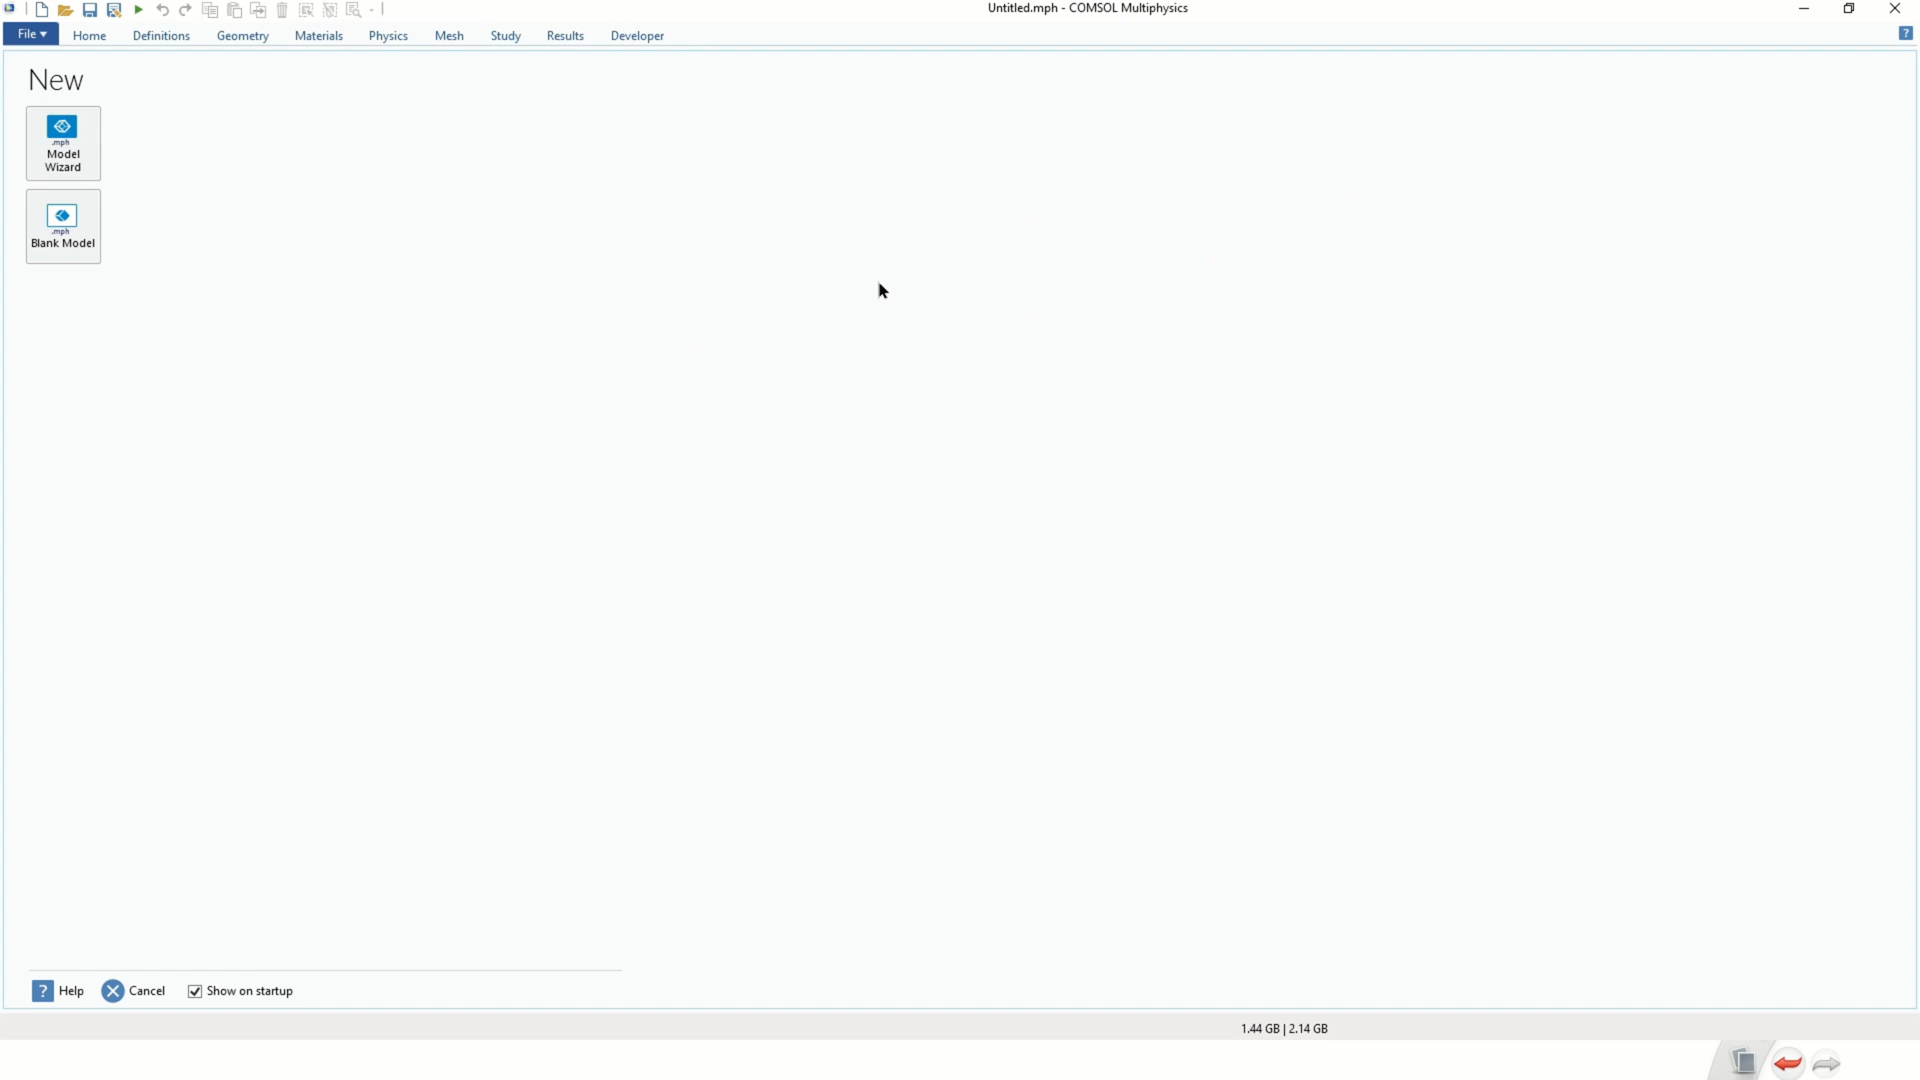 Untitled.mph - COMSOL Multiphysics
File Home Definitions Geometry Materials Physics Mesh Study Results Developer ?
New
.mph
Model
Wizard
.mph
Blank Model
? Help Cancel Show on startup
1.44 GB | 2.14 GB